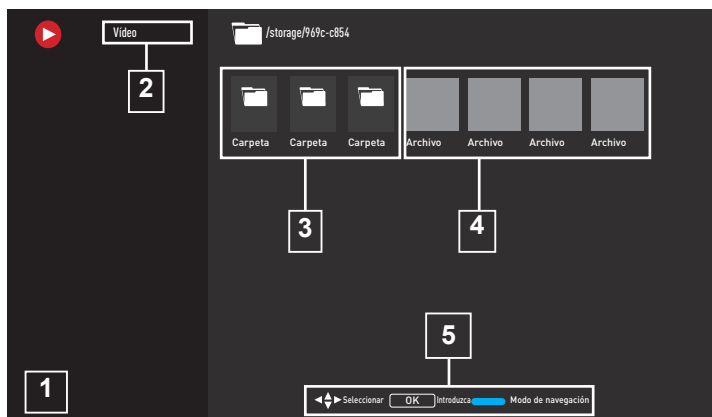 Vídeo
/storage/969c-c854
2
Carpeta Carpeta Carpeta Archivo Archivo Archivo Archivo
3
4
5
1
Seleccionar OK Introduzca Modo de navegación